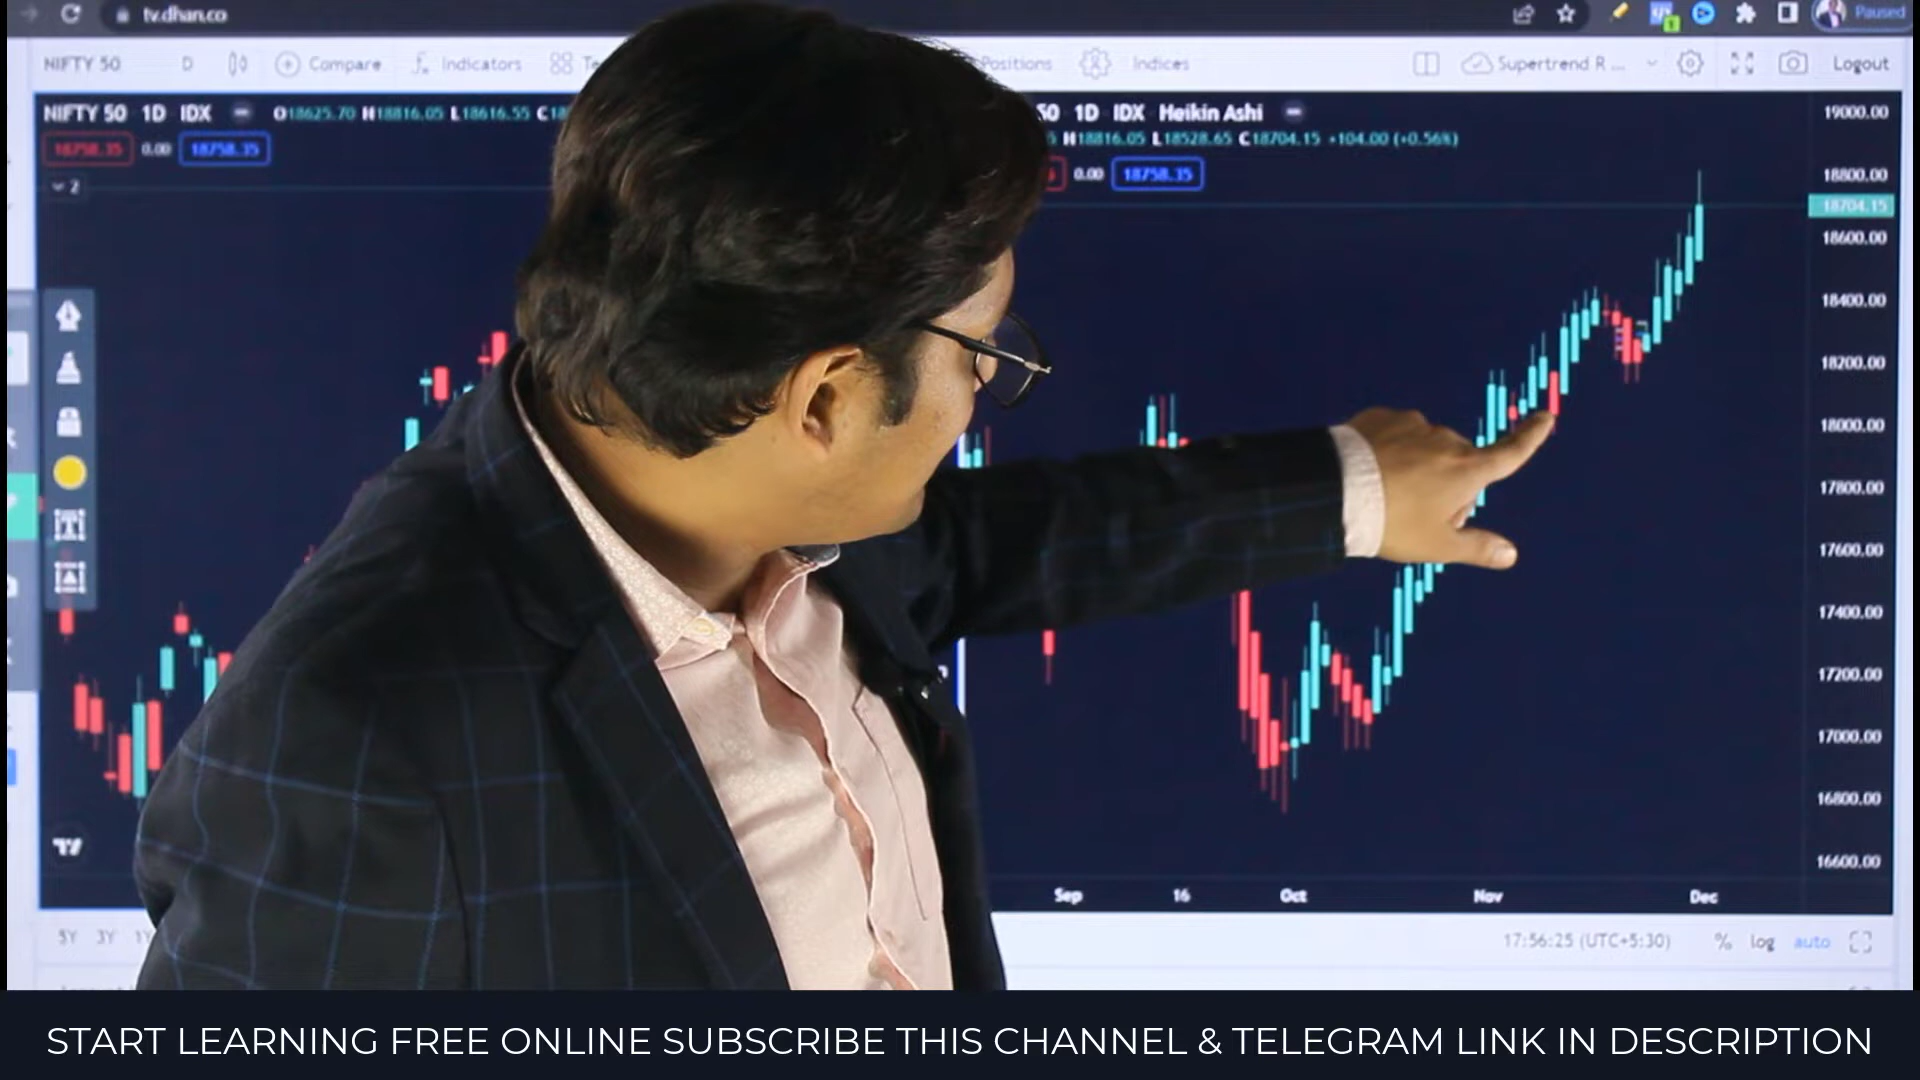 tv.dhan.co
Paused
NIFTY 50 D Compare Indicators Te Positions Indices Supertrend R ... Logout
NIFTY 50 1D IDX O18625.70 H18816.05 L18616.55 C18
18758.35 0.00 18758.35
2
50 1D IDX Heikin Ashi
H18816.05 L18528.65 C18704.15 +104.00 (+0.56%)
0.00 18758.35
19000.00
18800.00
18704.15
18600.00
18400.00
18200.00
18000.00
17800.00
17600.00
17400.00
17200.00
17000.00
16800.00
16600.00
Sep 16 Oct Nov Dec
5Y 3Y 1Y
17:56:25 (UTC+5:30) % log auto
START LEARNING FREE ONLINE SUBSCRIBE THIS CHANNEL & TELEGRAM LINK IN DESCRIPTION